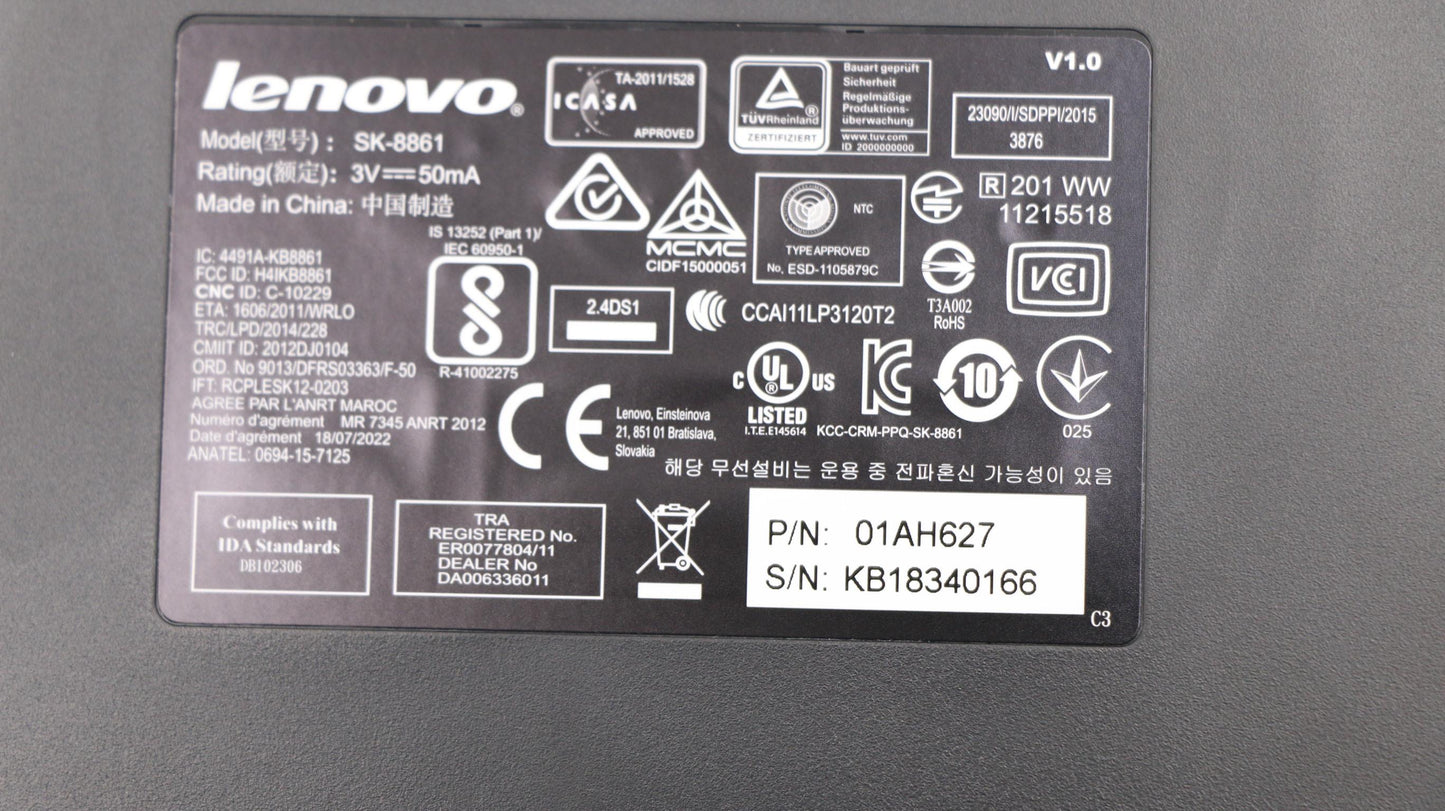 lenovo®
Model(型号): SK-8861
Rating(额定): 3V⎓50mA
Made in China: 中国制造
IC: 4491A-KB8861
FCC ID: H4IKB8861
CNC ID: C-10229
ETA: 1606/2011/WRLO
TRC/LPD/2014/228
CMIIT ID: 2012DJ0104
ORD. No 9013/DFRS03363/F-50
IFT: RCPLESK12-0203
AGREE PAR L'ANRT MAROC
Numéro d'agrément MR 7345 ANRT 2012
Date d'agrément 18/07/2022
ANATEL: 0694-15-7125
IS 13252 (Part 1)/
IEC 60950-1
R-41002275
TA-2011/1528
ICASA
APPROVED
TÜVRheinland®
ZERTIFIZIERT
Bauart geprüft
Sicherheit
Regelmäßige
Produktions-
überwachung
www.tuv.com
ID 2000000000
V1.0
23090/I/SDPPI/2015
3876
MCMC
CIDF15000051
NTC
TYPE APPROVED
No. ESD-1105879C
R 201 WW
11215518
2.4DS1
CCAI11LP3120T2
T3A002
RoHS
VCCI
CE
Lenovo, Einsteinova
21, 851 01 Bratislava,
Slovakia
C UL® US
LISTED
I.T.E.E145614
KCC-CRM-PPQ-SK-8861
10
025
해당 무선설비는 운용 중 전파혼신 가능성이 있음
Complies with
IDA Standards
DB102306
TRA
REGISTERED No.
ER0077804/11
DEALER No
DA006336011
P/N: 01AH627
S/N: KB18340166
C3